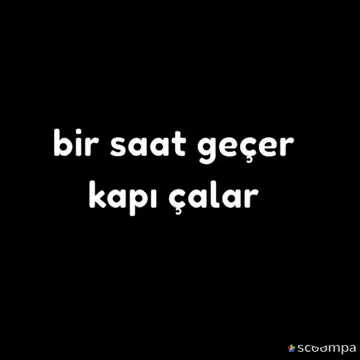 bir saat geçer
kapı çalar
scoompa